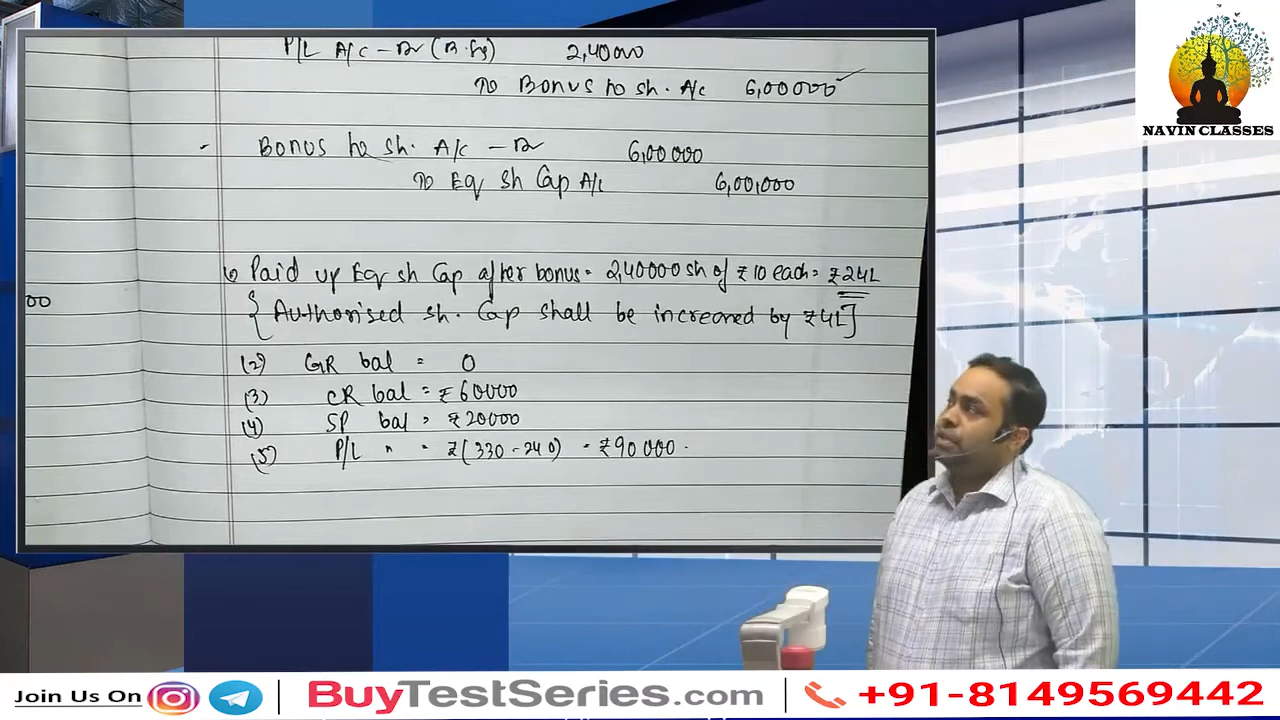 P/L A/c - Dr (B.fig) 2,40000
To Bonus to sh. A/c 6,00000
NAVIN CLASSES
- Bonus to sh. A/c - Dr 6,00000
To Eq sh Cap A/c 6,00,000
Paid up Eq sh Cap after bonus = 2,40000 sh of ₹10 each = ₹24L
00
{Authorised sh. Cap shall be increased by ₹4L]
(2) GR bal = 0
(3) CR bal = ₹60000
(4) SP bal = ₹20000
(5) P/L " = ₹(330-240) = ₹90000.
Join Us On BuyTestSeries.com +91-8149569442